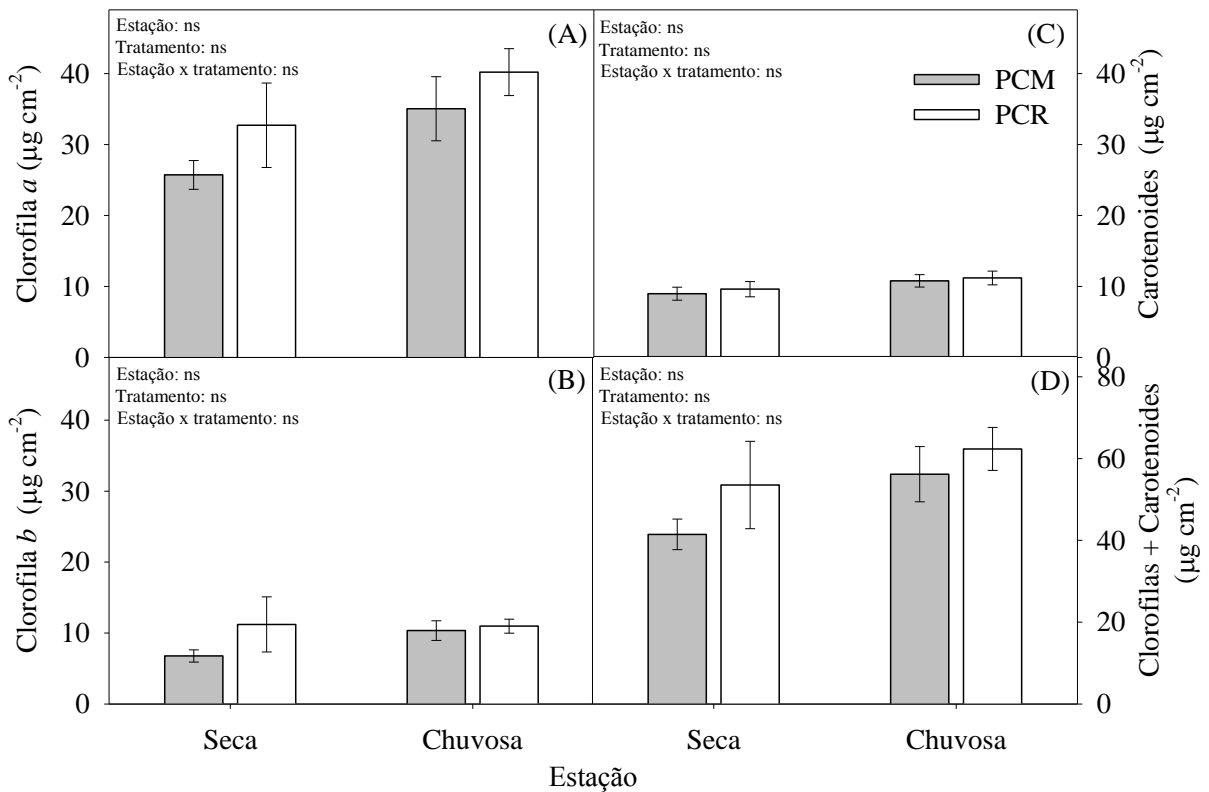 Estação: ns
Tratamento: ns
Estação x tratamento: ns
(A)
Clorofila a (µg cm-2)
40
30
20
10
0
Estação: ns
Tratamento: ns
Estação x tratamento: ns
(C)
PCM
PCR
Carotenoides (µg cm-2)
40
30
20
10
0
Estação: ns
Tratamento: ns
Estação x tratamento: ns
(B)
Clorofila b (µg cm-2)
40
30
20
10
0
Estação: ns
Tratamento: ns
Estação x tratamento: ns
(D)
Clorofilas + Carotenoides
(µg cm-2)
80
60
40
20
0
Seca
Chuvosa
Seca
Chuvosa
Estação